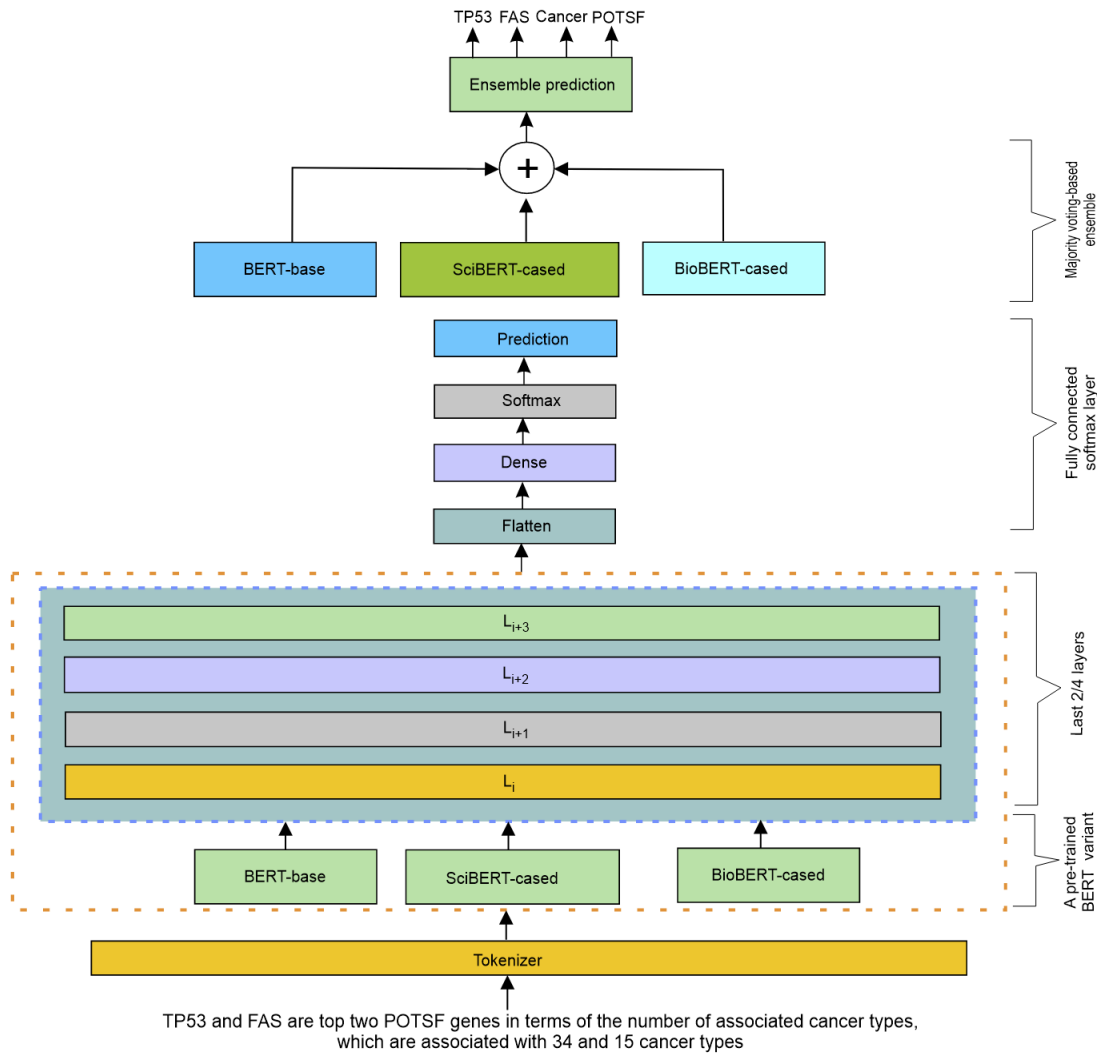 TP53 FAS Cancer POTSF
Ensemble prediction
+
Majority voting-based
ensemble
BERT-base
SciBERT-cased
BioBERT-cased
Prediction
Softmax
Dense
Flatten
Fully connected
softmax layer
Li+3
Li+2
Li+1
Li
Last 2/4 layers
BERT-base
SciBERT-cased
BioBERT-cased
A pre-trained
BERT variant
Tokenizer
TP53 and FAS are top two POTSF genes in terms of the number of associated cancer types,
which are associated with 34 and 15 cancer types